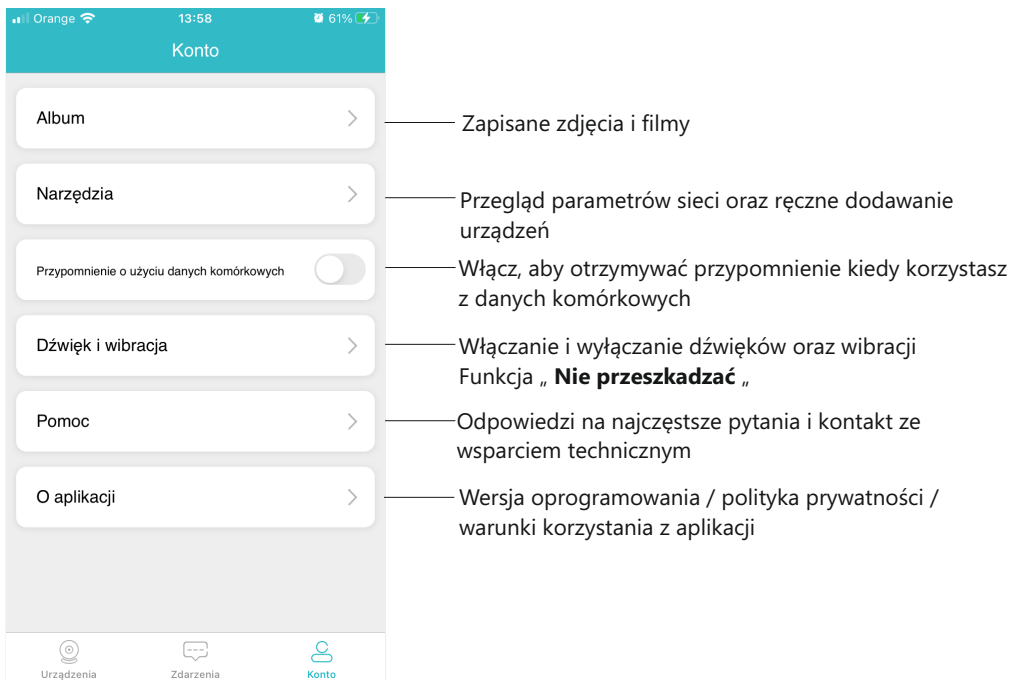 Orange 13:58 61%
Konto
Album
Zapisane zdjęcia i filmy
Narzędzia
Przegląd parametrów sieci oraz ręczne dodawanie
urządzeń
Przypomnienie o użyciu danych komórkowych
Włącz, aby otrzymywać przypomnienie kiedy korzystasz
z danych komórkowych
Dźwięk i wibracja
Włączanie i wyłączanie dźwięków oraz wibracji
Funkcja „ Nie przeszkadzać „
Pomoc
Odpowiedzi na najczęstsze pytania i kontakt ze
wsparciem technicznym
O aplikacji
Wersja oprogramowania / polityka prywatności /
warunki korzystania z aplikacji
Urządzenia Zdarzenia Konto